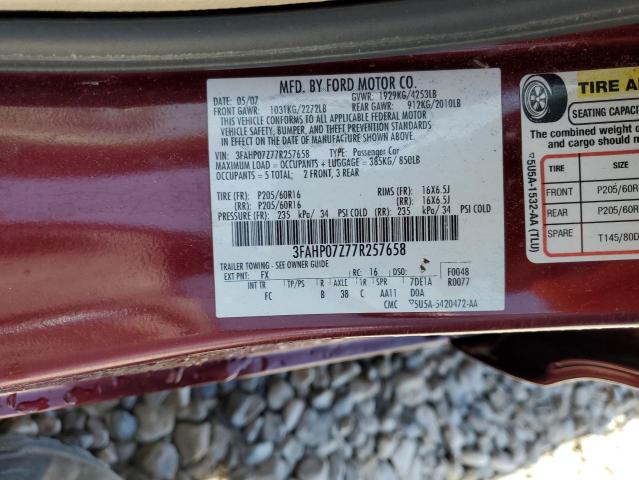 MFD. BY FORD MOTOR CO.
05/07 GVWR: 1929KG/4253LB
FRONT GAWR: 1031KG/2272LB REAR GAWR: 912KG/2010LB
THIS VEHICLE CONFORMS TO ALL APPLICABLE FEDERAL MOTOR
VEHICLE SAFETY, BUMPER, AND THEFT PREVENTION STANDARDS
IN EFFECT ON THE DATE OF MANUFACTURE SHOWN ABOVE.
VIN: 3FAHP07Z77R257658 TYPE: Passenger Car
MAXIMUM LOAD = OCCUPANTS + LUGGAGE = 385KG/850LB
OCCUPANTS = 5 TOTAL: 2 FRONT, 3 REAR
TIRE (FR): P205/60R16 RIMS (FR): 16X6.5J
(RR): P205/60R16 (RR): 16X6.5J
PRESSURE (FR): 235 kPa/ 34 PSI COLD (RR): 235 kPa/ 34 PSI COLD
3FAHP07Z77R257658
TRAILER TOWING - SEE OWNER GUIDE
EXT PNT: FX RC: 16 DSO: F0048
INT TR TP/PS R AXLE TR SPR 7DE1A R0077
FC B 38 C AA11 D0A
CMC 5U5A-5420472-AA
TIRE A
SEATING CAPACIT
The combined weight
and cargo should
TIRE SIZE
FRONT P205/60
REAR P205/60
SPARE T145/80D
5U5A-1532-AA (TLU)